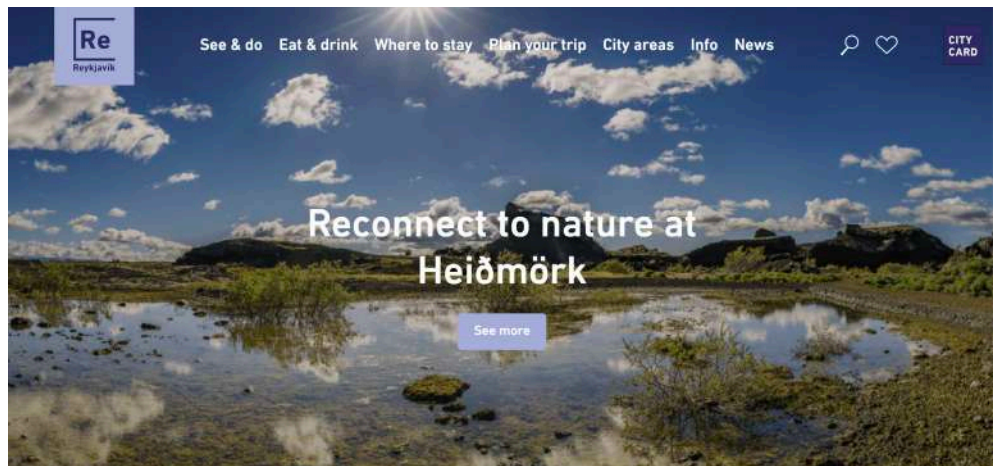 Re
Reykjavík
See & do Eat & drink Where to stay Plan your trip City areas Info News
CITY
CARD
Reconnect to nature at
Heiðmörk
See more